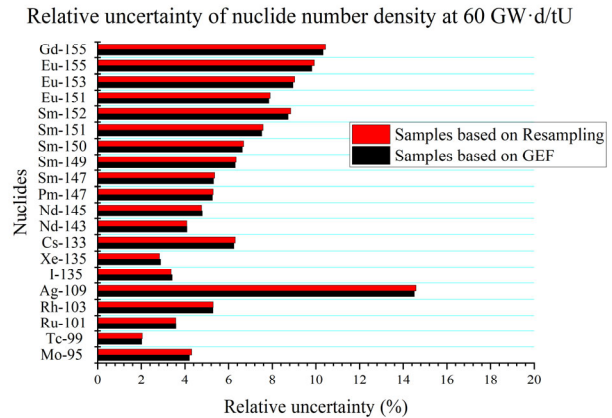 Relative uncertainty of nuclide number density at 60 GW·d/tU
Gd-155
Eu-155
Eu-153
Eu-151
Sm-152
Sm-151
Sm-150
Sm-149
Sm-147
Pm-147
Nd-145
Nd-143
Cs-133
Xe-135
I-135
Ag-109
Rh-103
Ru-101
Tc-99
Mo-95
Nuclides
Samples based on Resampling
Samples based on GEF
0 2 4 6 8 10 12 14 16 18 20
Relative uncertainty (%)